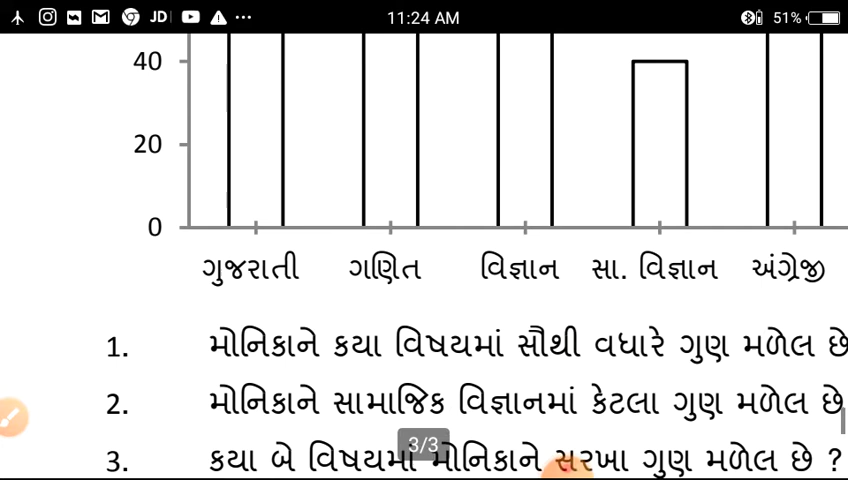 JD
11:24 AM
51%
40
20
0
ગુજરાતી ગણિત વિજ્ઞાન સા. વિજ્ઞાન અંગ્રેજી
1. મોનિકાને કયા વિષયમાં સૌથી વધારે ગુણ મળેલ છે
2. મોનિકાને સામાજિક વિજ્ઞાનમાં કેટલા ગુણ મળેલ છે
3. કયા બે વિષયમાં મોનિકાને સરખા ગુણ મળેલ છે ?
3/3